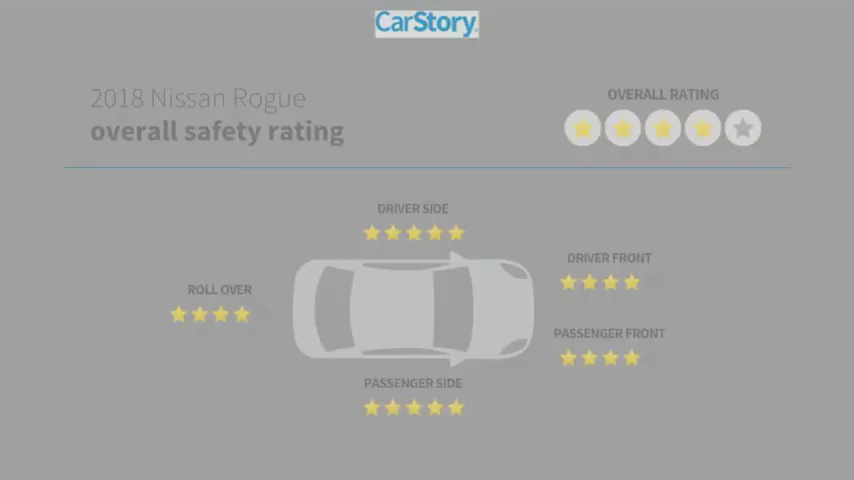 CarStory
2018 Nissan Rogue
overall safety rating
OVERALL RATING
DRIVER SIDE
DRIVER FRONT
ROLL OVER
PASSENGER FRONT
PASSENGER SIDE